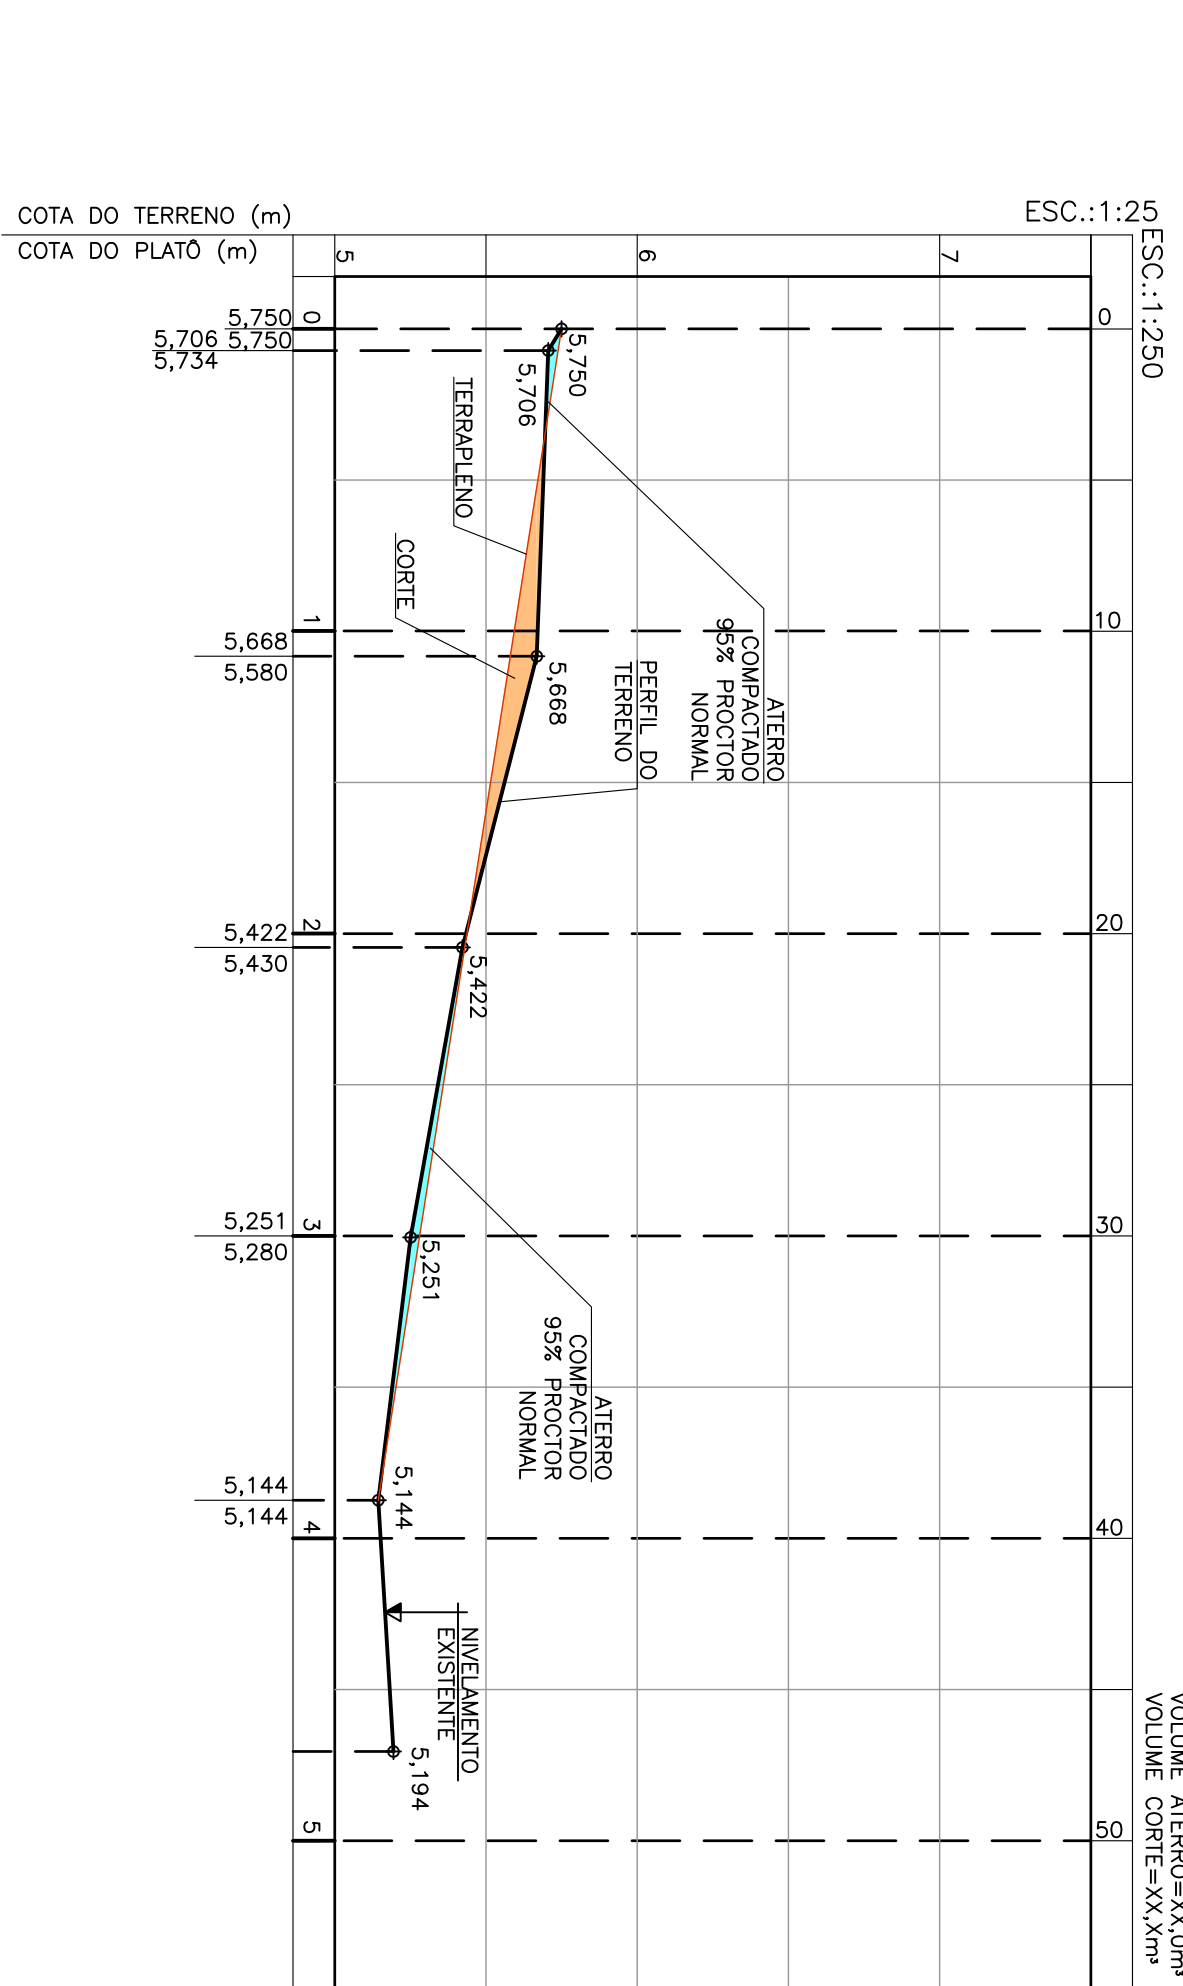 ESC.:1:25
ESC.:1:250
VOLUME ATERRO=XX,0m³
VOLUME CORTE=XX,Xm³
0
10
20
30
40
50
7
6
5
ATERRO
COMPACTADO
95% PROCTOR
NORMAL
PERFIL DO
TERRENO
TERRAPLENO
CORTE
ATERRO
COMPACTADO
95% PROCTOR
NORMAL
NIVELAMENTO
EXISTENTE
5,750
5,706
5,668
5,422
5,251
5,144
5,194
0
1
2
3
4
5
COTA DO TERRENO (m)
COTA DO PLATÔ (m)
5,750
5,750
5,706
5,734
5,668
5,580
5,422
5,430
5,251
5,280
5,144
5,144